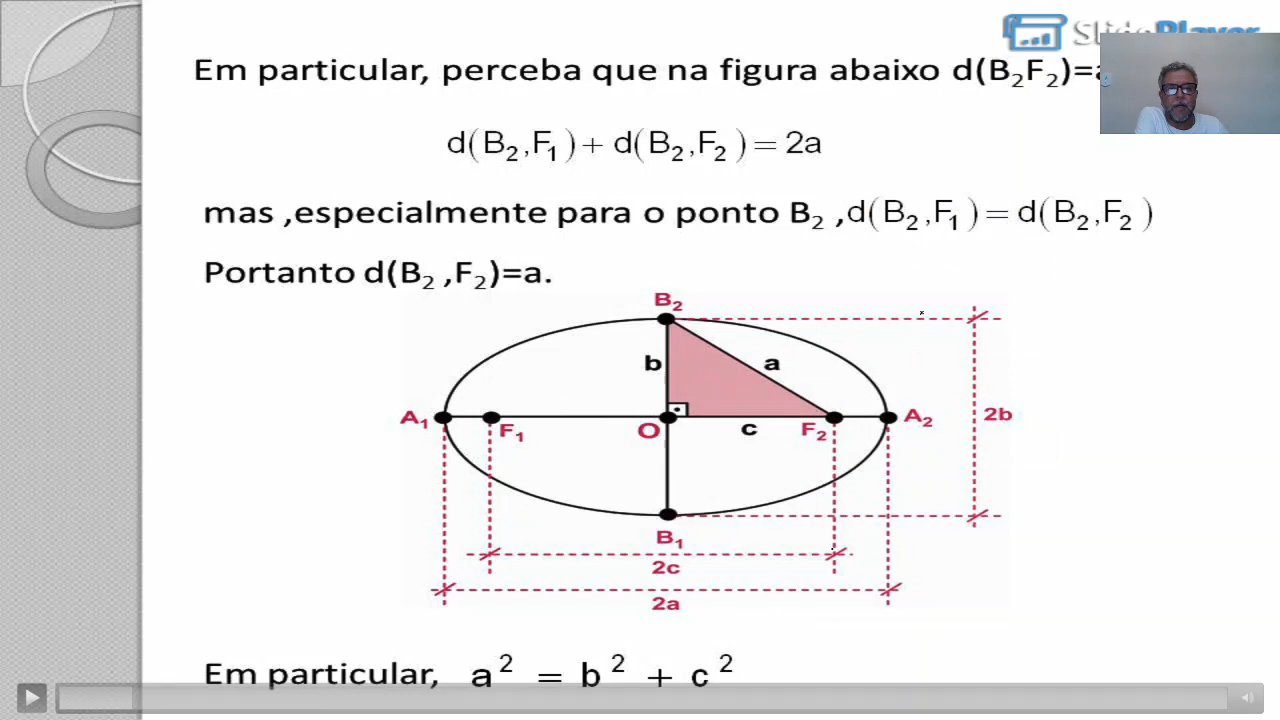 SlidePlayer
Em particular, perceba que na figura abaixo d(B₂F₂)=a
d(B₂,F₁)+ d(B₂,F₂)= 2a
mas ,especialmente para o ponto B₂ ,d(B₂,F₁)= d(B₂,F₂)
Portanto d(B₂ ,F₂)=a.
B₂
b
a
A₁
F₁
O
c
F₂
A₂
2b
B₁
2c
2a
Em particular, a² = b² + c²